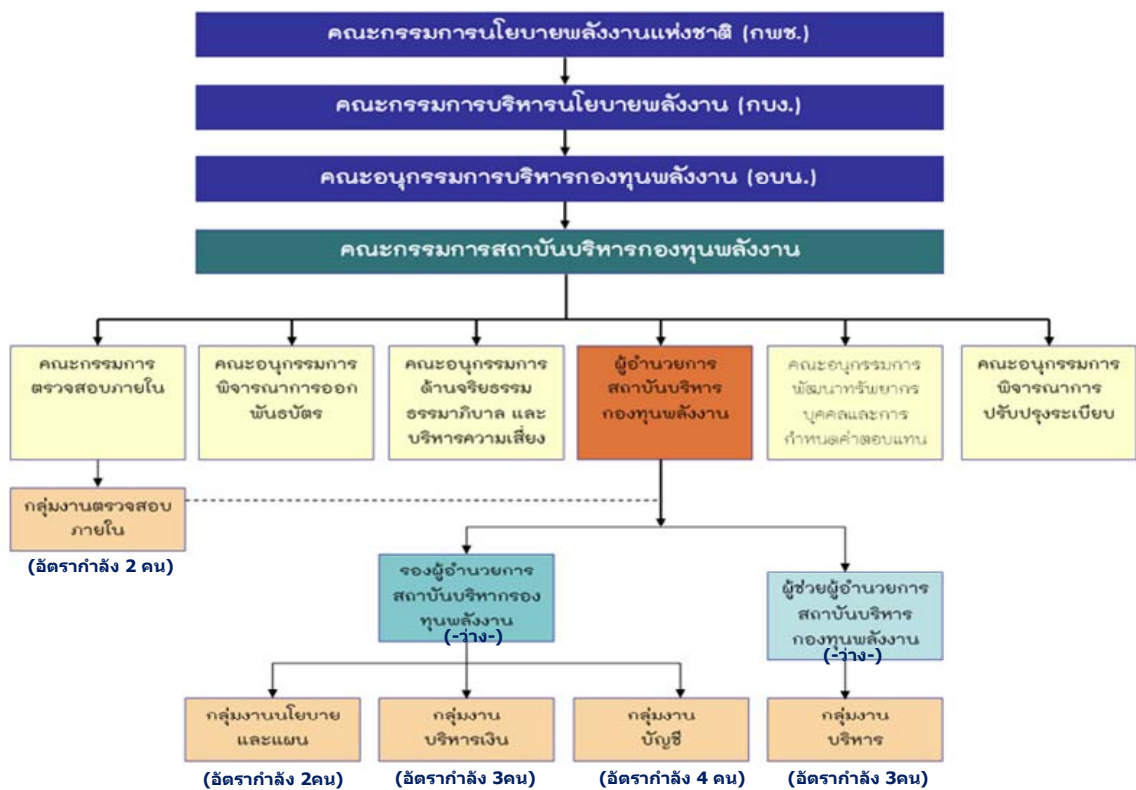 คณะกรรมการนโยบายพลังงานแห่งชาติ (กพช.)
คณะกรรมการบริหารนโยบายพลังงาน (กบง.)
คณะอนุกรรมการบริหารกองทุนพลังงาน (อบน.)
คณะกรรมการสถาบันบริหารกองทุนพลังงาน
คณะกรรมการ
ตรวจสอบภายใน
คณะอนุกรรมการ
พิจารณาการออก
พันธบัตร
คณะอนุกรรมการ
ด้านจริยธรรม
ธรรมาภิบาล และ
บริหารความเสี่ยง
ผู้อำนวยการ
สถาบันบริหาร
กองทุนพลังงาน
คณะอนุกรรมการ
พัฒนาทรัพยากร
บุคคลและการ
กำหนดค่าตอบแทน
คณะอนุกรรมการ
พิจารณาการ
ปรับปรุงระเบียบ
กลุ่มงานตรวจสอบ
ภายใน
(อัตรากำลัง 2 คน)
รองผู้อำนวยการ
สถาบันบริหากรอง
ทุนพลังงาน
(-ว่าง-)
ผู้ช่วยผู้อำนวยการ
สถาบันบริหาร
กองทุนพลังงาน
(-ว่าง-)
กลุ่มงานนโยบาย
และแผน
(อัตรากำลัง 2คน)
กลุ่มงาน
บริหารเงิน
(อัตรากำลัง 3คน)
กลุ่มงาน
บัญชี
(อัตรากำลัง 4 คน)
กลุ่มงาน
บริหาร
(อัตรากำลัง 3คน)